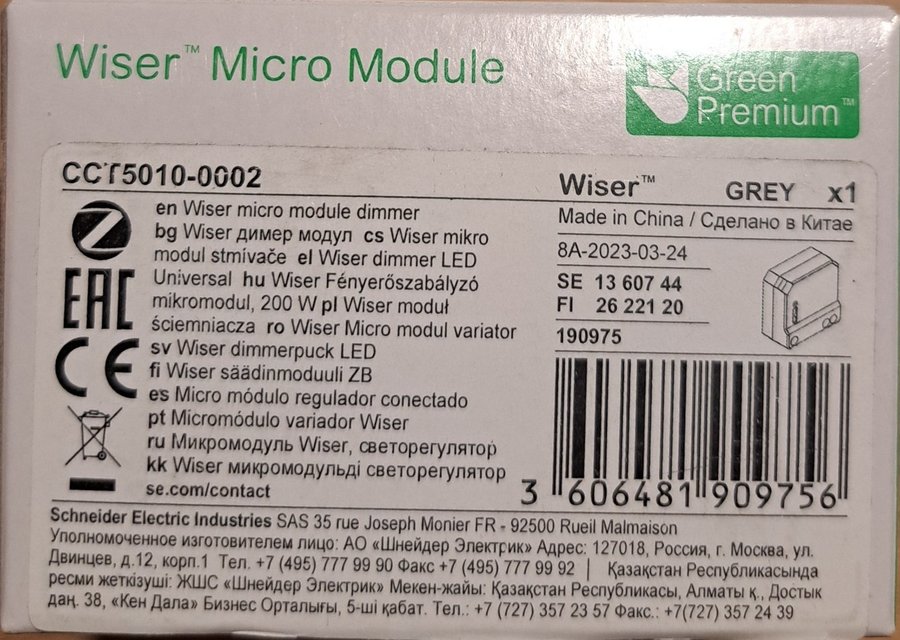 Wiser™ Micro Module
Green
Premium™
CCT5010-0002
Wiser™ GREY x1
en Wiser micro module dimmer
bg Wiser димер модул cs Wiser mikro
modul stmívače el Wiser dimmer LED
Universal hu Wiser Fényerőszabályzó
mikromodul, 200 W pl Wiser moduł
ściemniacza ro Wiser Micro modul variator
sv Wiser dimmerpuck LED
fi Wiser säädinmoduuli ZB
es Micro módulo regulador conectado
pt Micromódulo variador Wiser
ru Микромодуль Wiser, светорегулятор
kk Wiser микромодульді светорегулятор
se.com/contact
EAC
CE
Made in China / Сделано в Китае
8A-2023-03-24
SE 13 607 44
FI 26 221 20
190975
3 606481 909756
Schneider Electric Industries SAS 35 rue Joseph Monier FR - 92500 Rueil Malmaison
Уполномоченное изготовителем лицо: АО «Шнейдер Электрик» Адрес: 127018, Россия, г. Москва, ул.
Двинцев, д.12, корп.1 Тел. +7 (495) 777 99 90 Факс +7 (495) 777 99 92 | Қазақстан Республикасында
ресми жеткізуші: ЖШС «Шнейдер Электрик» Мекен-жайы: Қазақстан Республикасы, Алматы қ., Достык
даң. 38, «Кен Дала» Бизнес Орталығы, 5-ші қабат. Тел.: +7 (727) 357 23 57 Факс.: +7(727) 357 24 39